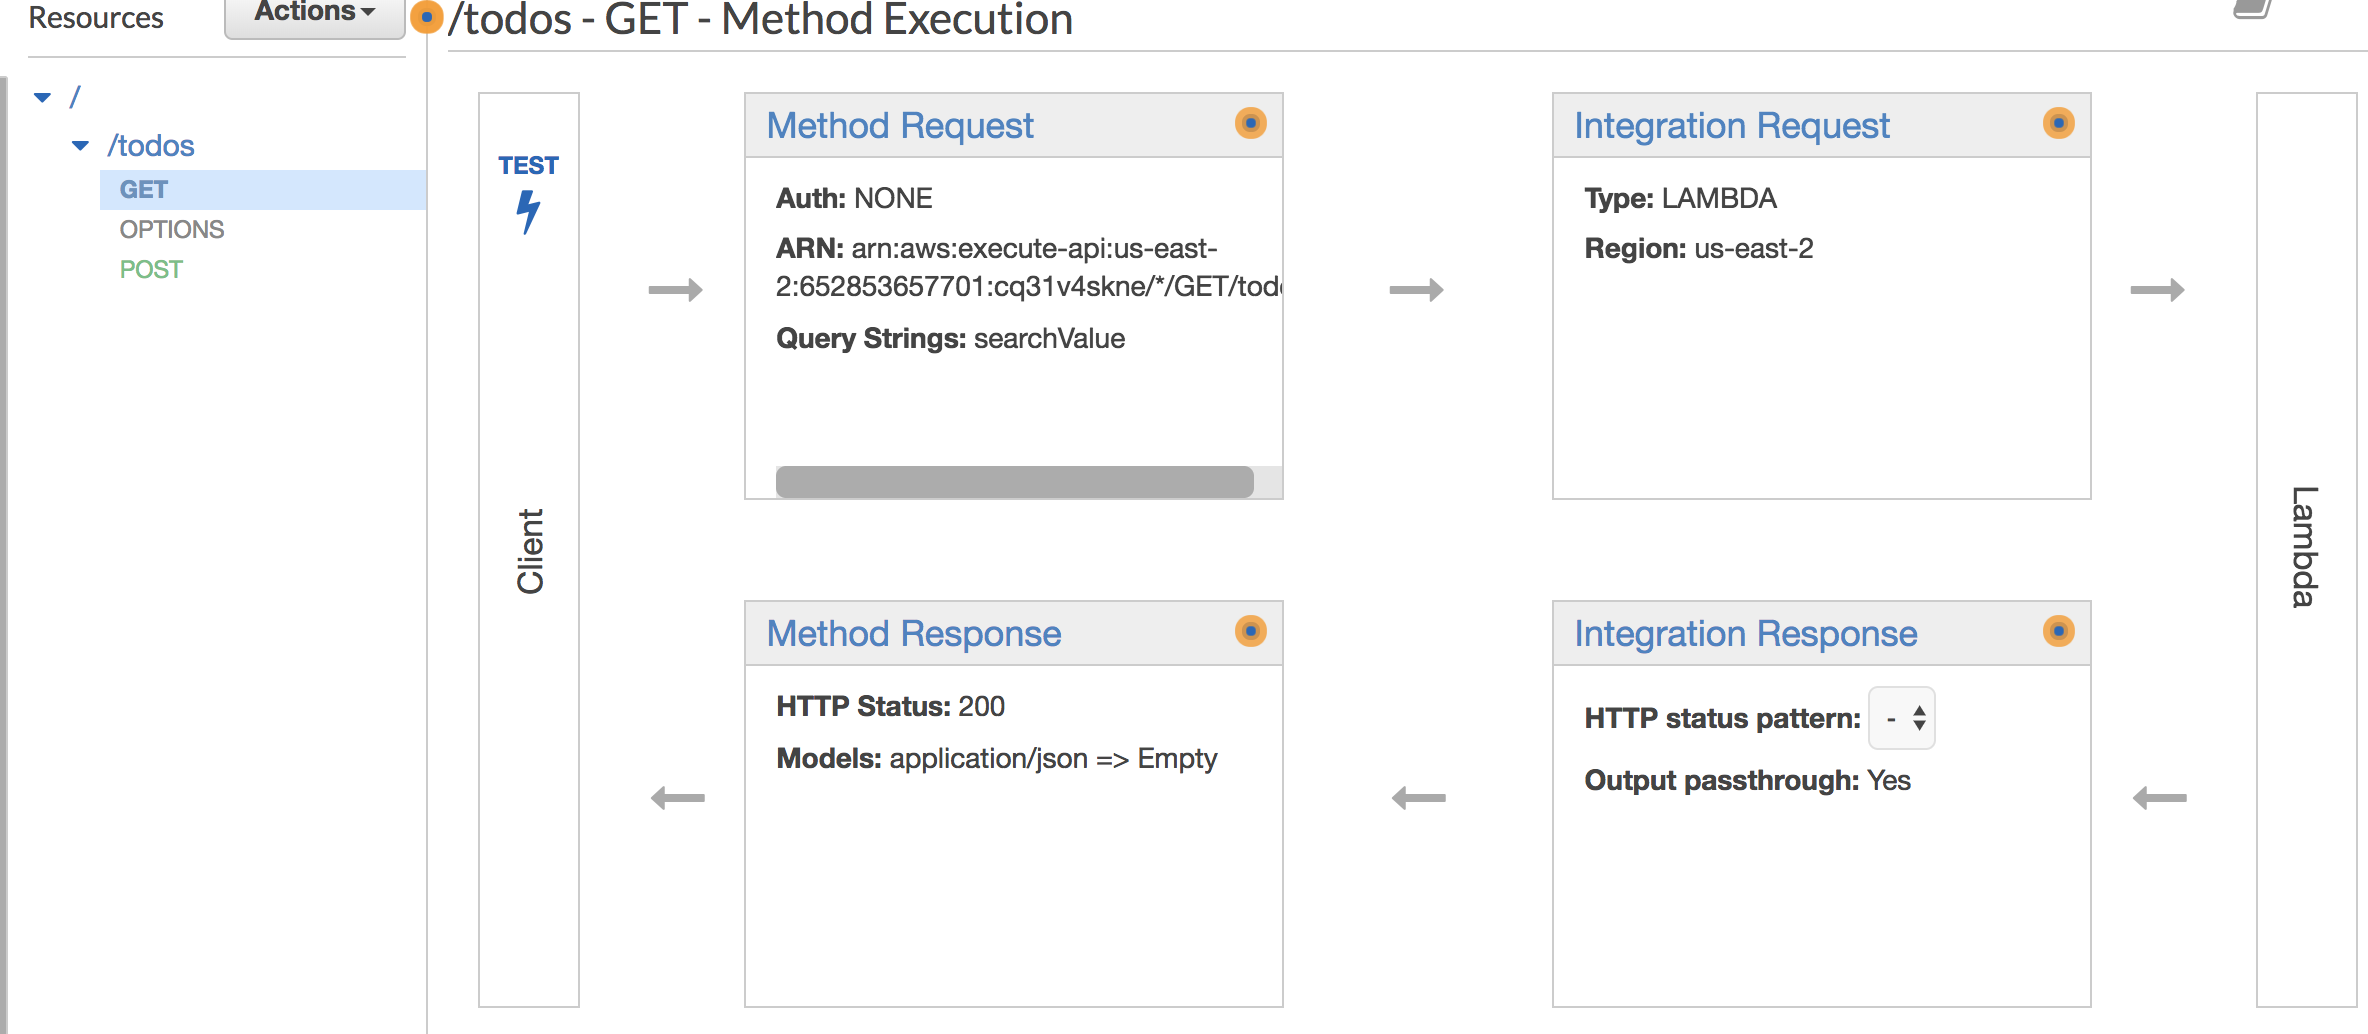 Resources
Actions
/todos - GET - Method Execution
/
/todos
GET
OPTIONS
POST
TEST
Client
Method Request
Auth: NONE
ARN: arn:aws:execute-api:us-east-
2:652853657701:cq31v4skne/*/GET/todo
Query Strings: searchValue
Integration Request
Type: LAMBDA
Region: us-east-2
Lambda
Method Response
HTTP Status: 200
Models: application/json => Empty
Integration Response
HTTP status pattern: -
Output passthrough: Yes